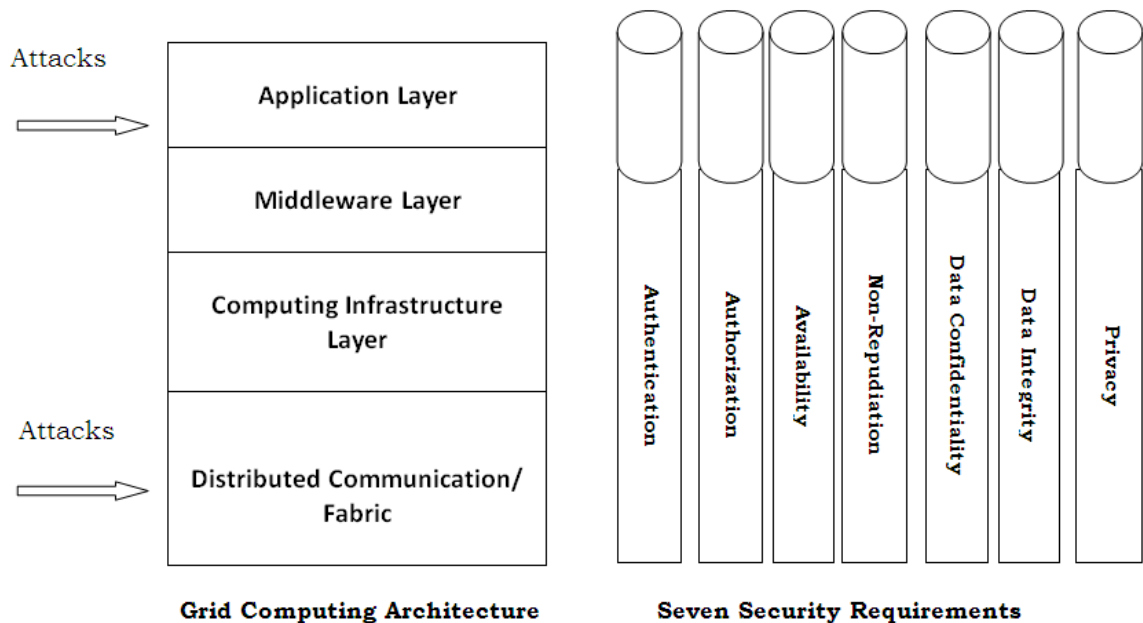 Attacks
Application Layer
Middleware Layer
Computing Infrastructure
Layer
Attacks
Distributed Communication/
Fabric
Grid Computing Architecture
Authentication
Authorization
Availability
Non-Repudiation
Data Confidentiality
Data Integrity
Privacy
Seven Security Requirements